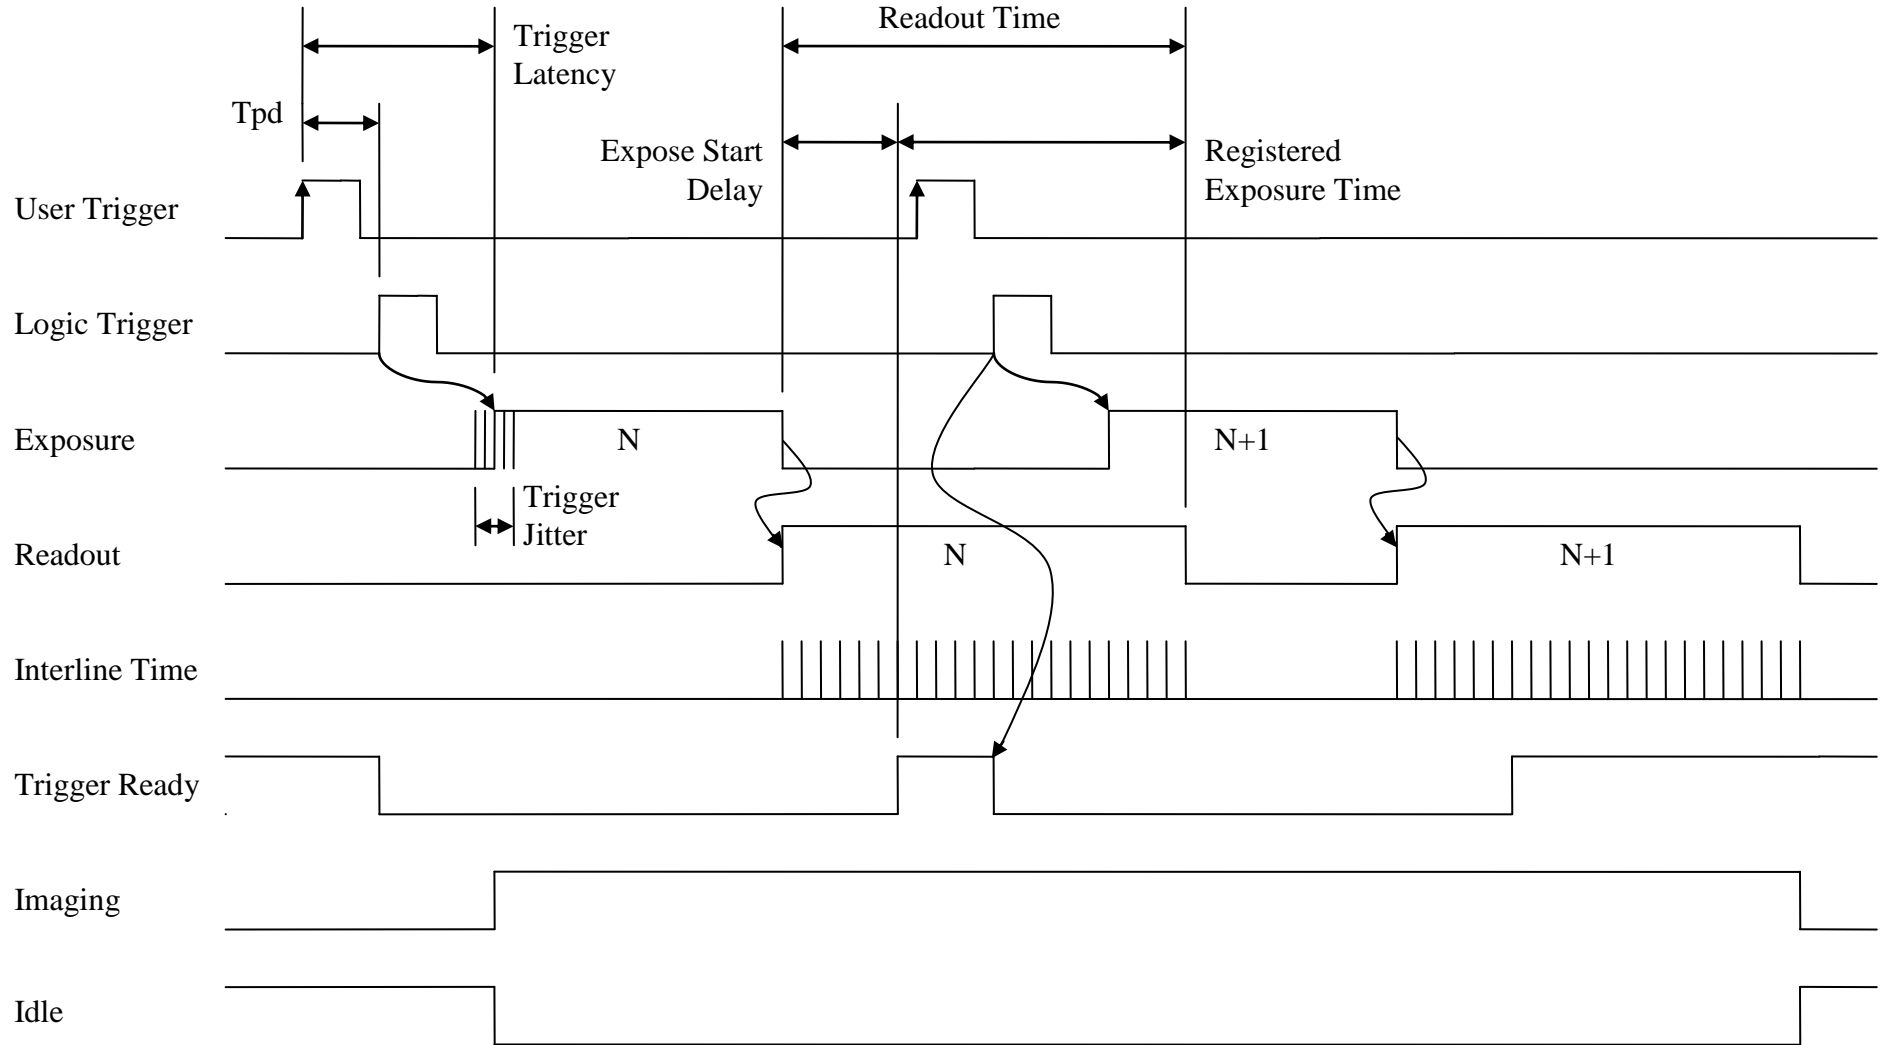 Readout Time
Trigger
Latency
Tpd
Expose Start
Delay
Registered
Exposure Time
User Trigger
Logic Trigger
Exposure
N
N+1
Trigger
Jitter
Readout
N
N+1
Interline Time
Trigger Ready
Imaging
Idle